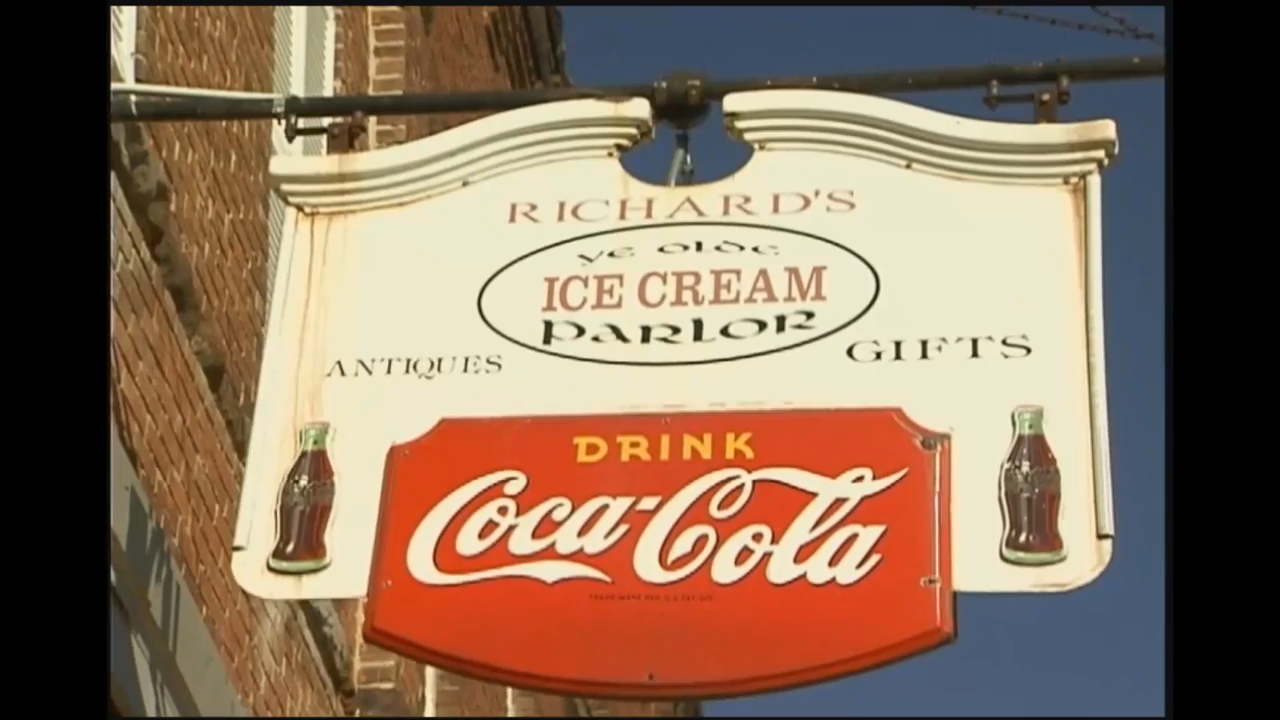 RICHARD'S
ye olde
ICE CREAM
PARLOR
ANTIQUES
GIFTS
DRINK
Coca-Cola